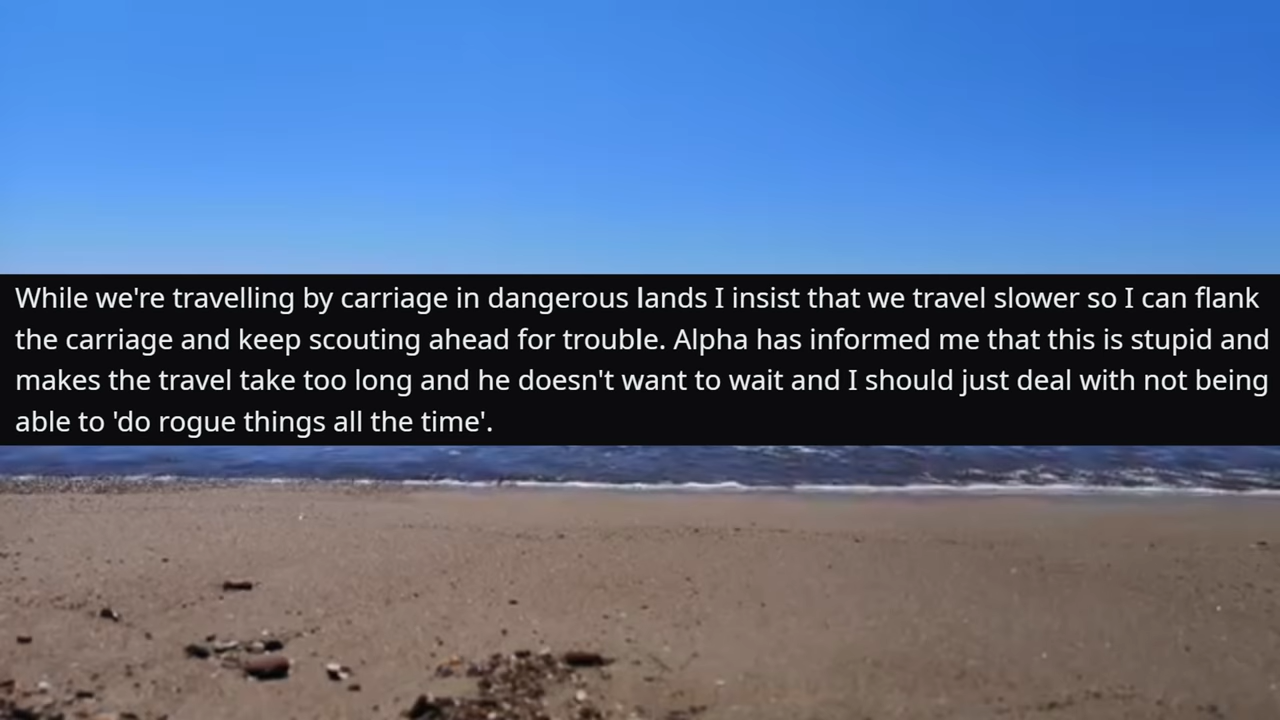 While we're travelling by carriage in dangerous lands I insist that we travel slower so I can flank
the carriage and keep scouting ahead for trouble. Alpha has informed me that this is stupid and
makes the travel take too long and he doesn't want to wait and I should just deal with not being
able to 'do rogue things all the time'.